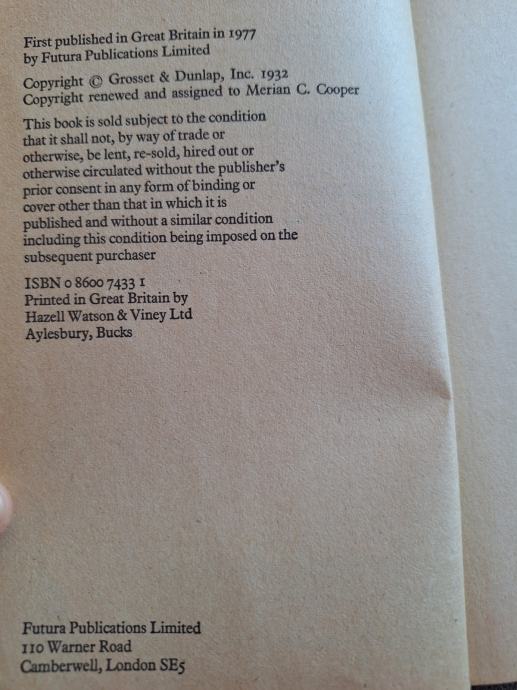 First published in Great Britain in 1977
by Futura Publications Limited
Copyright © Grosset & Dunlap, Inc. 1932
Copyright renewed and assigned to Merian C. Cooper
This book is sold subject to the condition
that it shall not, by way of trade or
otherwise, be lent, re-sold, hired out or
otherwise circulated without the publisher's
prior consent in any form of binding or
cover other than that in which it is
published and without a similar condition
including this condition being imposed on the
subsequent purchaser
ISBN 0 8600 7433 1
Printed in Great Britain by
Hazell Watson & Viney Ltd
Aylesbury, Bucks
Futura Publications Limited
110 Warner Road
Camberwell, London SE5